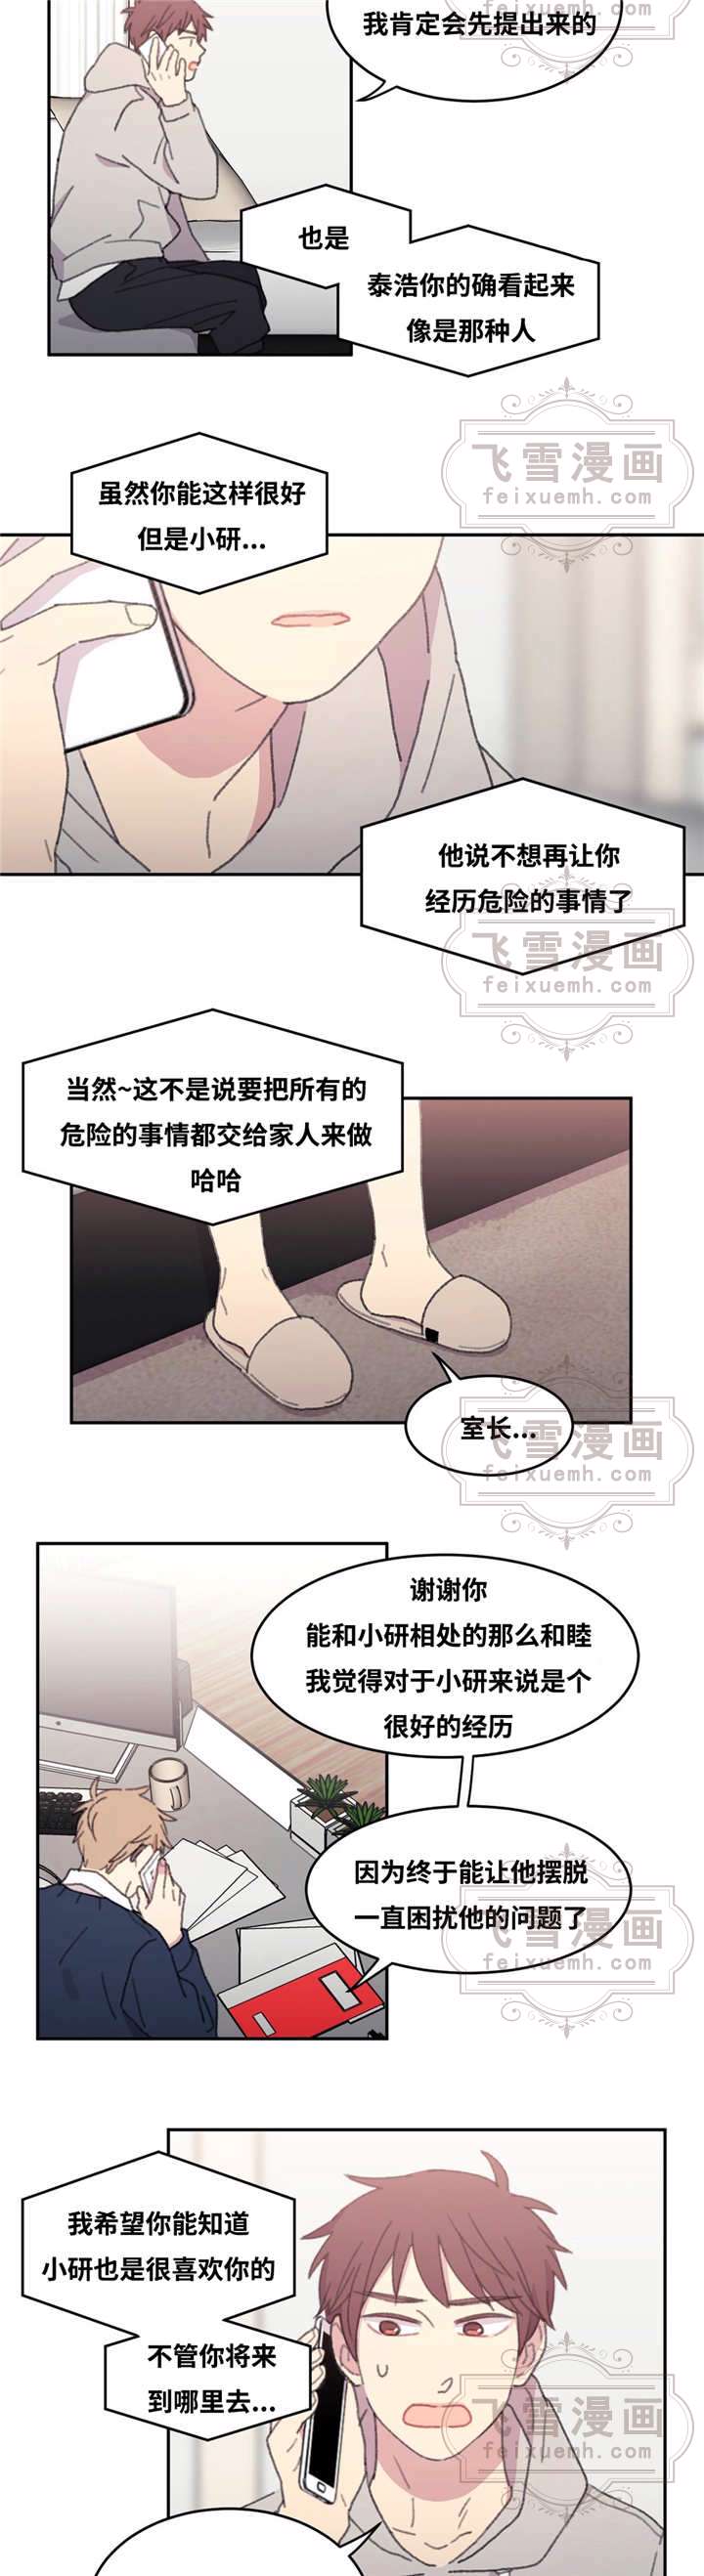 我肯定会先提出来的
也是
泰浩你的确看起来
像是那种人
飞雪漫画
feixuemh.com
虽然你能这样很好
但是小研...
他说不想再让你
经历危险的事情了
飞雪漫画
feixuemh.com
当然~这不是说要把所有的
危险的事情都交给家人来做
哈哈
室长...
飞雪漫画
feixuemh.com
谢谢你
能和小研相处的那么和睦
我觉得对于小研来说是个
很好的经历
因为终于能让他摆脱
一直困扰他的问题了
飞雪漫画
feixuemh.com
我希望你能知道
小研也是很喜欢你的
不管你将来
到哪里去...
飞雪漫画
feixuemh.com